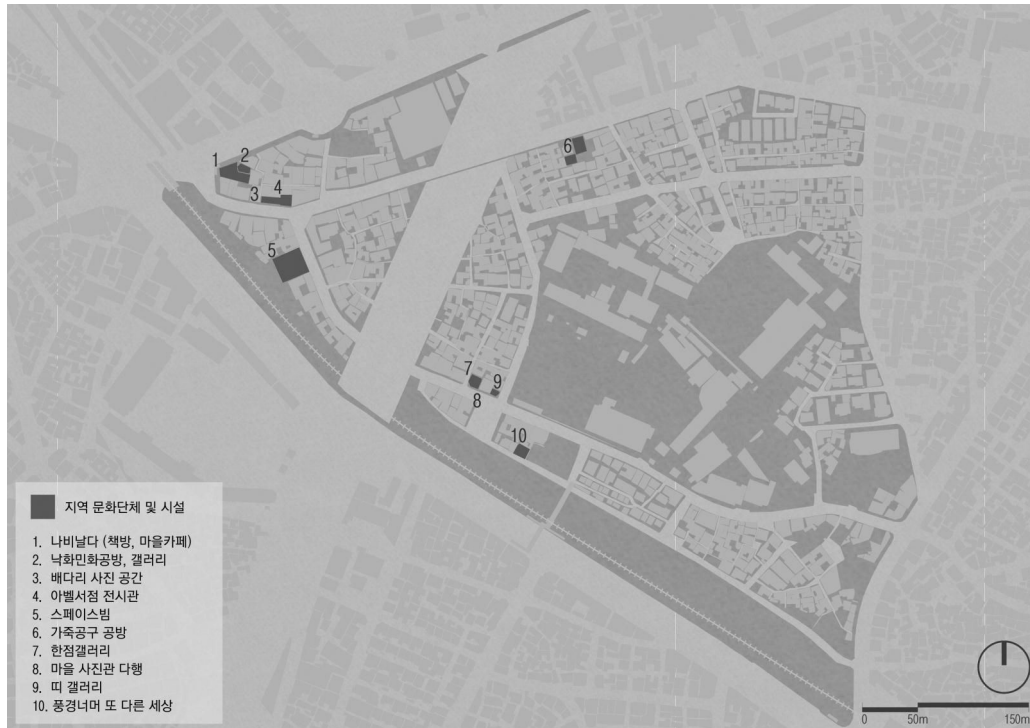 1
2
3
4
5
6
7
8
9
10
지역 문화단체 및 시설
1. 나비날다 (책방, 마을카페)
2. 낙화민화공방, 갤러리
3. 배다리 사진 공간
4. 아벨서점 전시관
5. 스페이스빔
6. 가죽공구 공방
7. 한점갤러리
8. 마을 사진관 다행
9. 띠 갤러리
10. 풍경너머 또 다른 세상
0 50m 150m